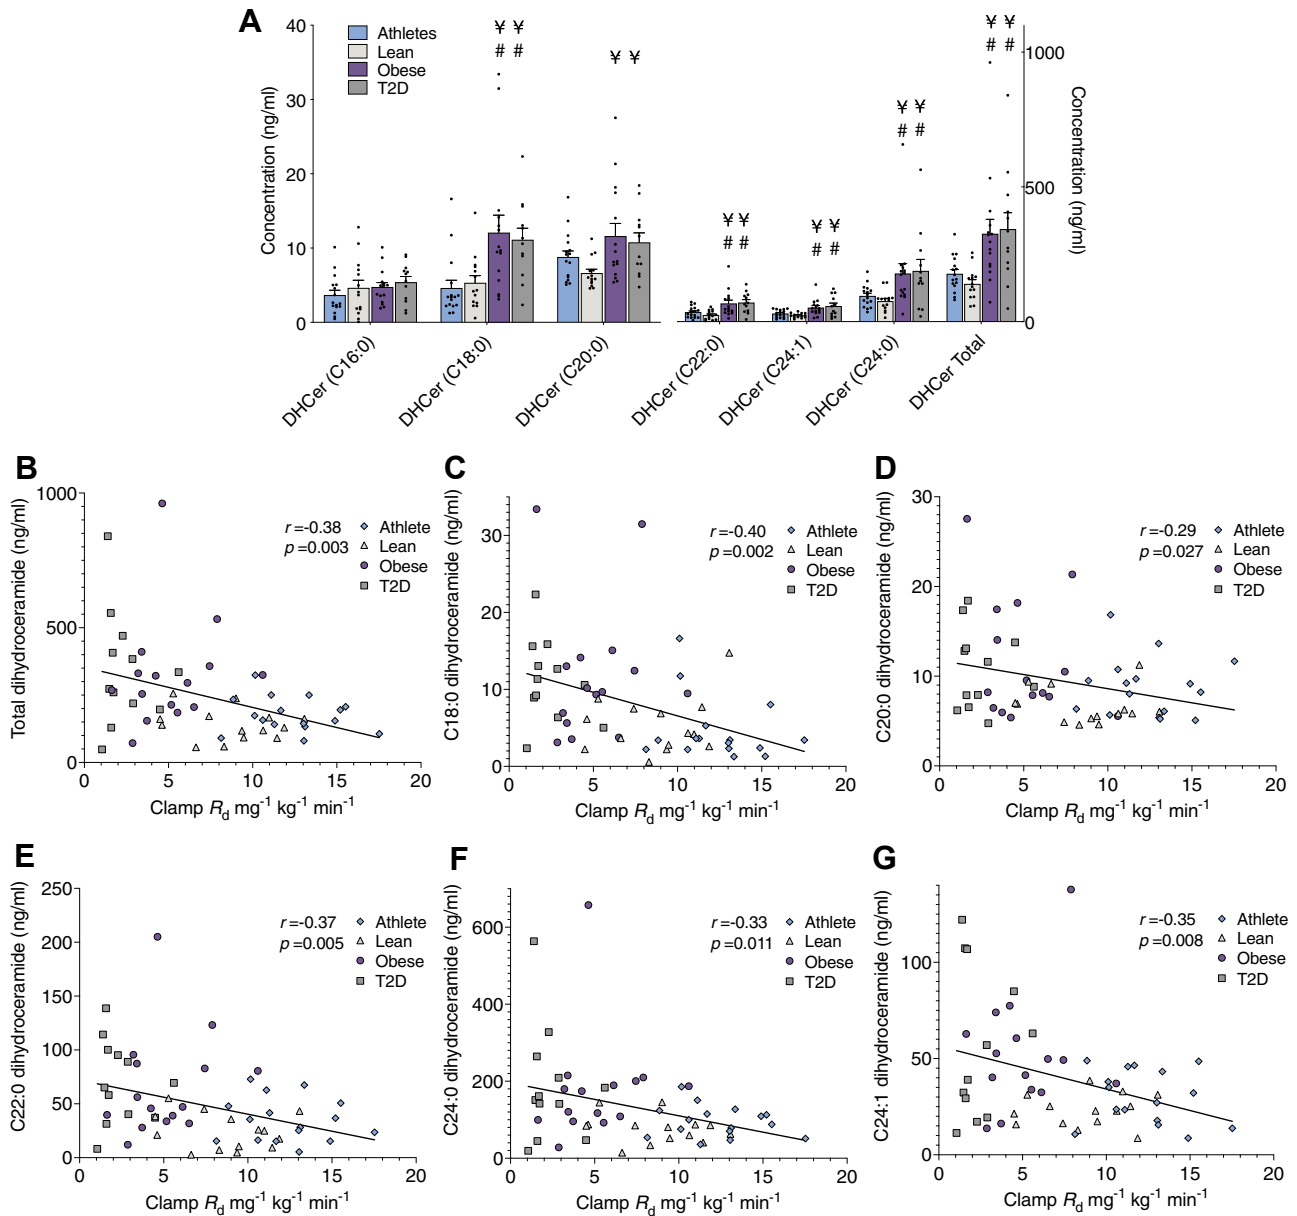 A
Concentration (ng/ml)
40
30
20
10
0
Athletes
Lean
Obese
T2D
¥ ¥
# #
¥ ¥
¥ ¥
# #
¥ ¥
# #
¥ ¥
# #
¥ ¥
# #
1000
500
0
Concentration (ng/ml)
DHCer (C16:0)
DHCer (C18:0)
DHCer (C20:0)
DHCer (C22:0)
DHCer (C24:1)
DHCer (C24:0)
DHCer Total
B
Total dihydroceramide (ng/ml)
1000
500
0
r=-0.38
p=0.003
Athlete
Lean
Obese
T2D
0 5 10 15 20
Clamp Rd mg-1 kg-1 min-1
C
C18:0 dihydroceramide (ng/ml)
30
20
10
0
r=-0.40
p=0.002
Athlete
Lean
Obese
T2D
0 5 10 15 20
Clamp Rd mg-1 kg-1 min-1
D
C20:0 dihydroceramide (ng/ml)
30
20
10
0
r=-0.29
p=0.027
Athlete
Lean
Obese
T2D
0 5 10 15 20
Clamp Rd mg-1 kg-1 min-1
E
C22:0 dihydroceramide (ng/ml)
250
200
150
100
50
0
r=-0.37
p=0.005
Athlete
Lean
Obese
T2D
0 5 10 15 20
Clamp Rd mg-1 kg-1 min-1
F
C24:0 dihydroceramide (ng/ml)
600
400
200
0
r=-0.33
p=0.011
Athlete
Lean
Obese
T2D
0 5 10 15 20
Clamp Rd mg-1 kg-1 min-1
G
C24:1 dihydroceramide (ng/ml)
100
50
0
r=-0.35
p=0.008
Athlete
Lean
Obese
T2D
0 5 10 15 20
Clamp Rd mg-1 kg-1 min-1